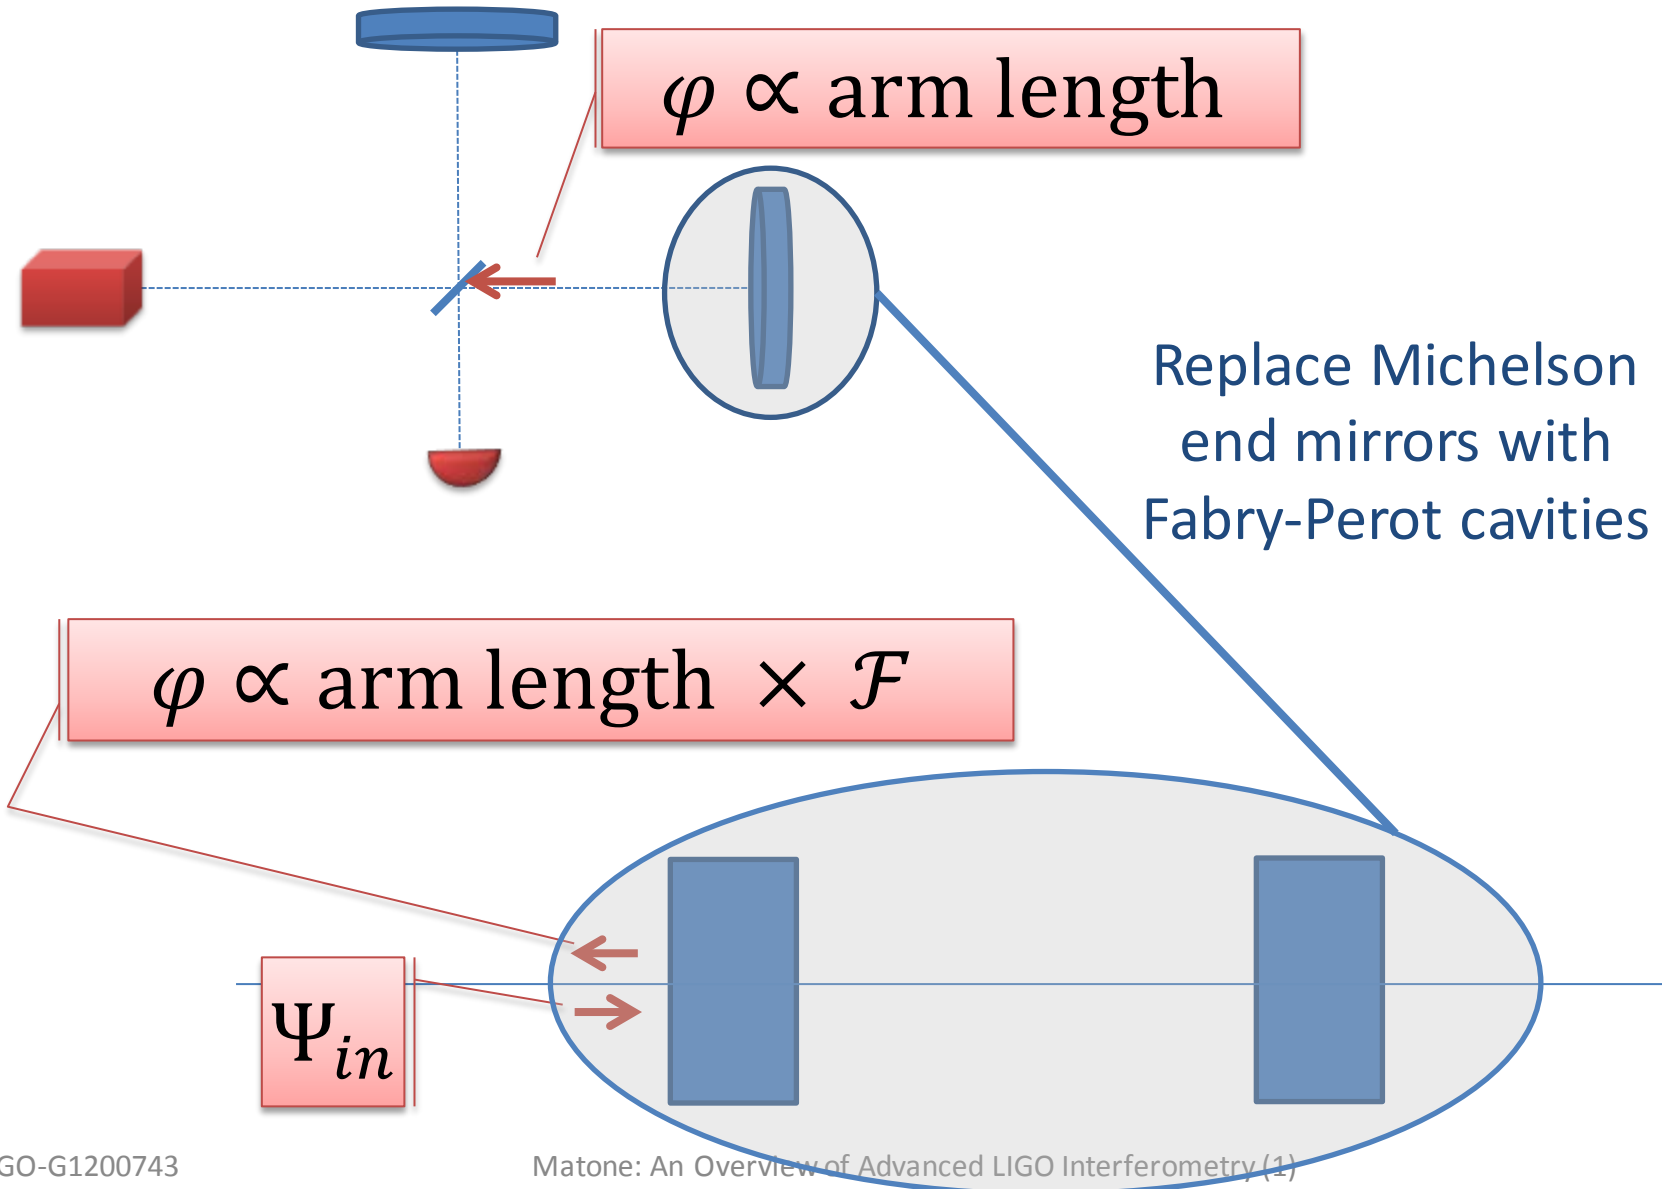 φ ∝ arm length
Replace Michelson
end mirrors with
Fabry-Perot cavities
φ ∝ arm length × ℱ
Ψ_in
GO-G1200743
Matone: An Overview of Advanced LIGO Interferometry (1)